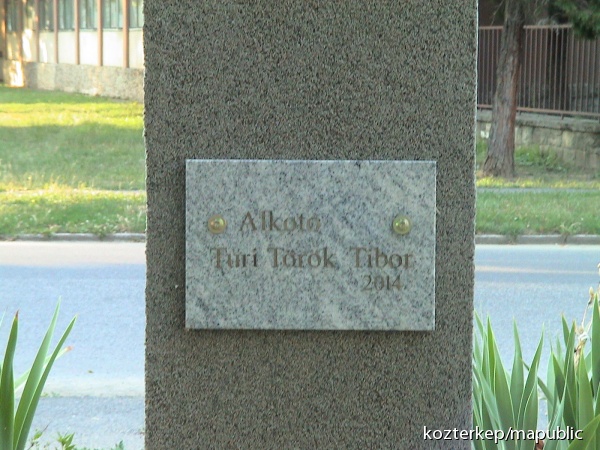 Alkotó
Turi Török Tibor
2014.
kozterkep/mapublic